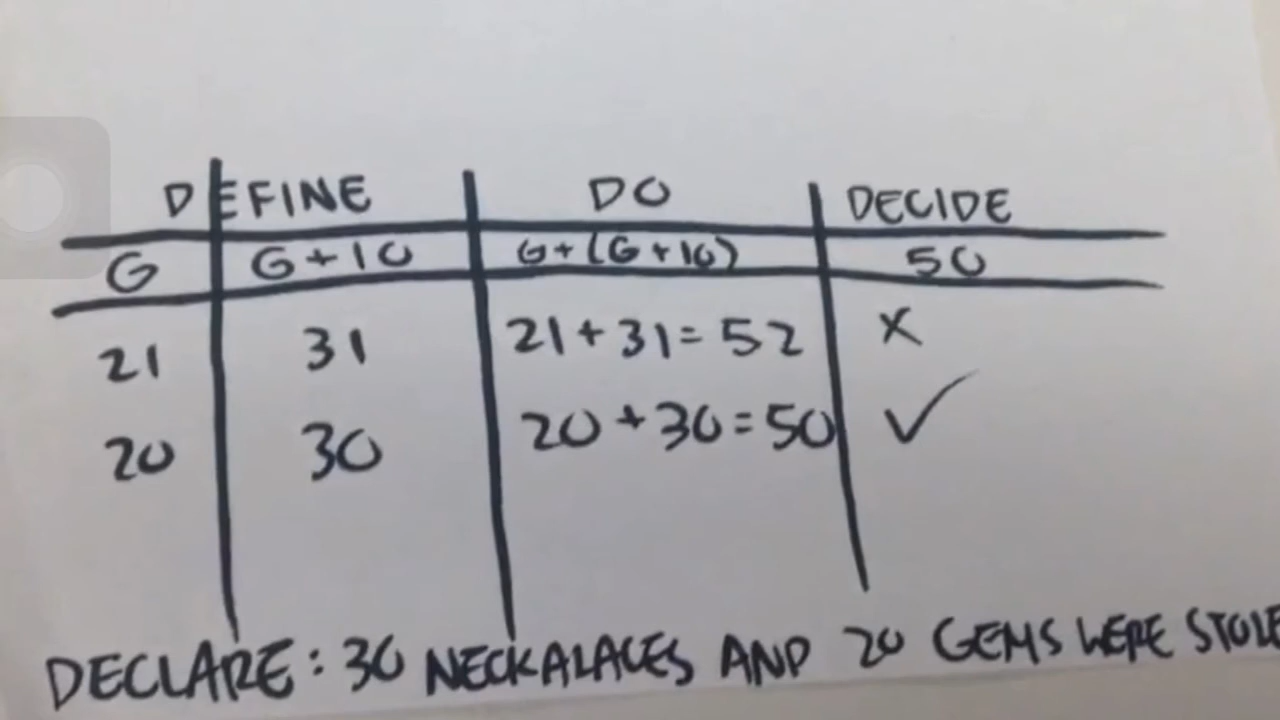 DEFINE DO DECIDE
G G+10 G+(G+10) 50
21 31 21+31=52 X
20 30 20+30=50 ✓
DECLARE: 30 NECKALACES AND 20 GEMS WERE STOLE